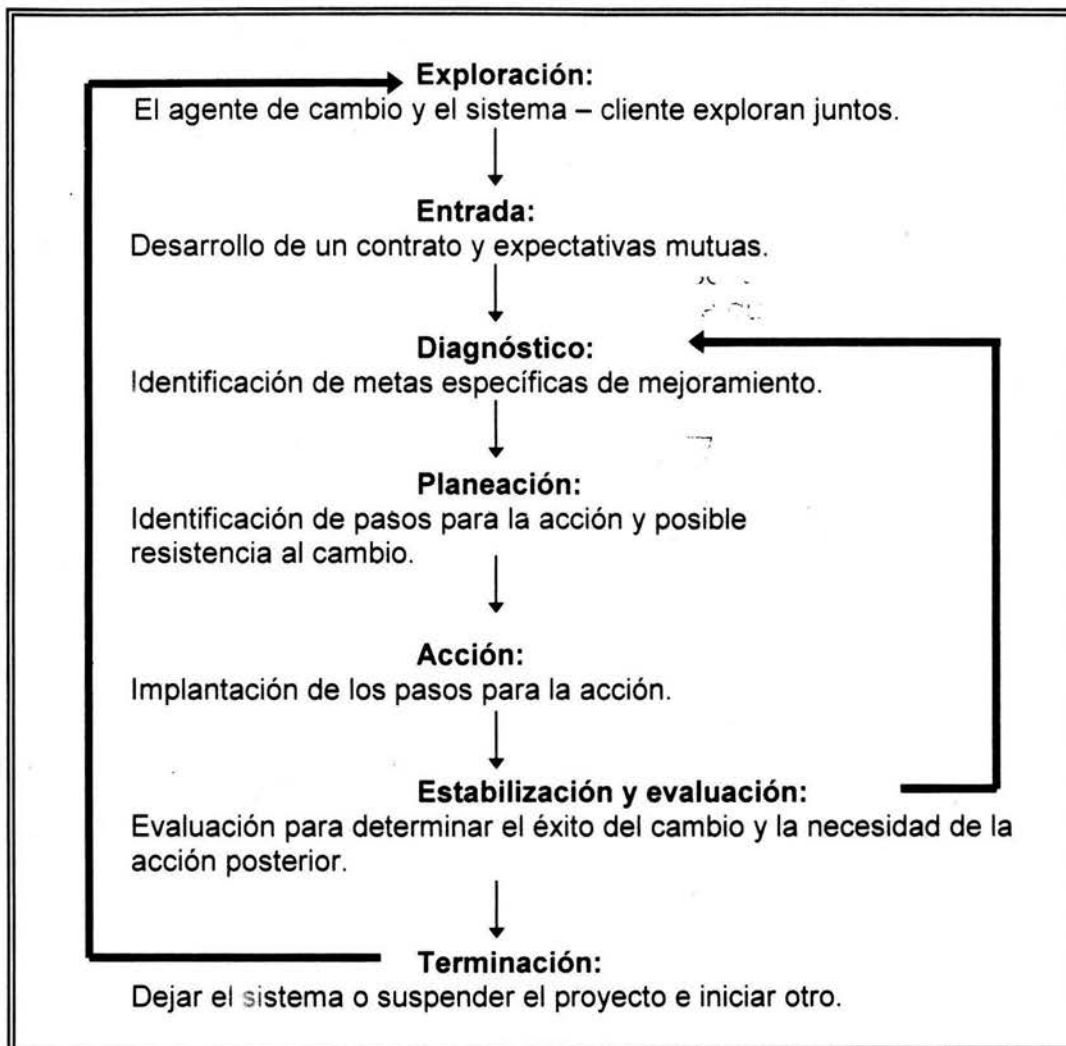 Exploración:
El agente de cambio y el sistema – cliente exploran juntos.
Entrada:
Desarrollo de un contrato y expectativas mutuas.
Diagnóstico:
Identificación de metas específicas de mejoramiento.
Planeación:
Identificación de pasos para la acción y posible
resistencia al cambio.
Acción:
Implantación de los pasos para la acción.
Estabilización y evaluación:
Evaluación para determinar el éxito del cambio y la necesidad de la
acción posterior.
Terminación:
Dejar el sistema o suspender el proyecto e iniciar otro.